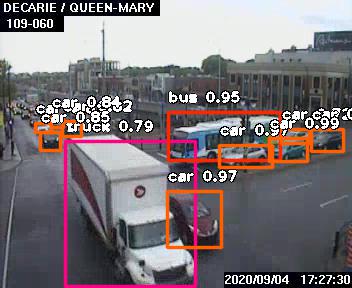 DECARIE / QUEEN-MARY
109-060
car 0.84
car 0.85
truck 0.79
bus 0.95
car 0.97
car 0.99
car 0.97
2020/09/04 17:27:30